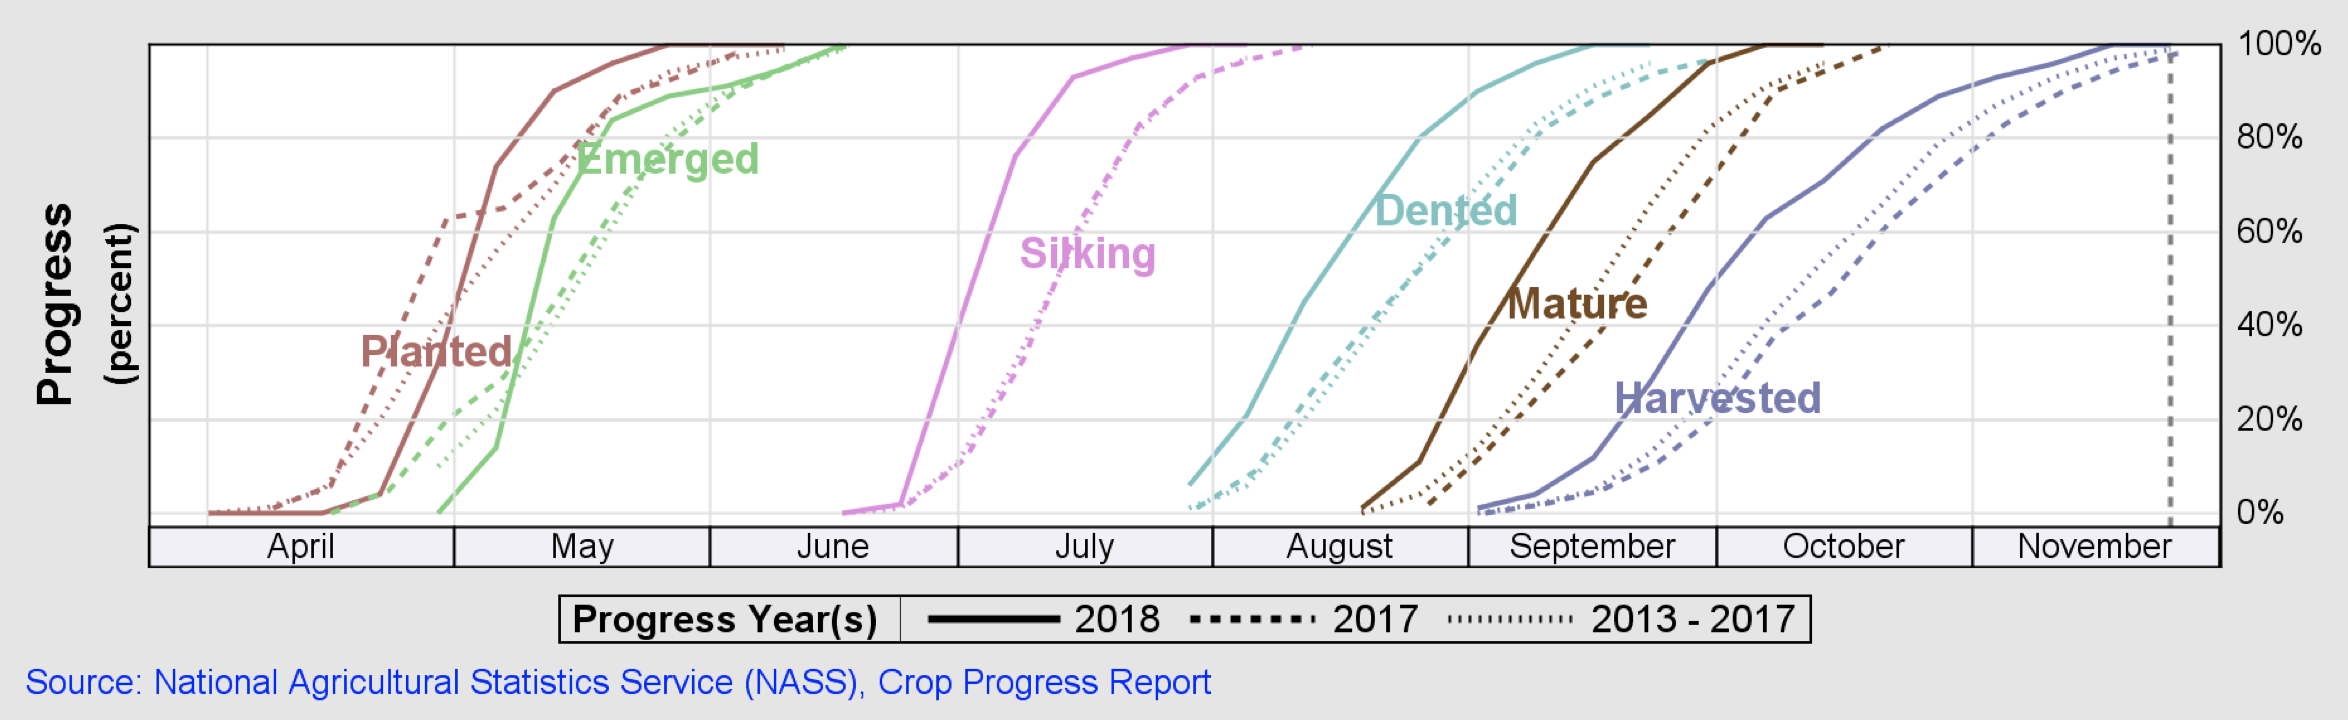 Progress
(percent)
100%
80%
60%
40%
20%
0%
Planted
Emerged
Silking
Dented
Mature
Harvested
April May June July August September October November
Progress Year(s) 2018 2017 2013 - 2017
Source: National Agricultural Statistics Service (NASS), Crop Progress Report